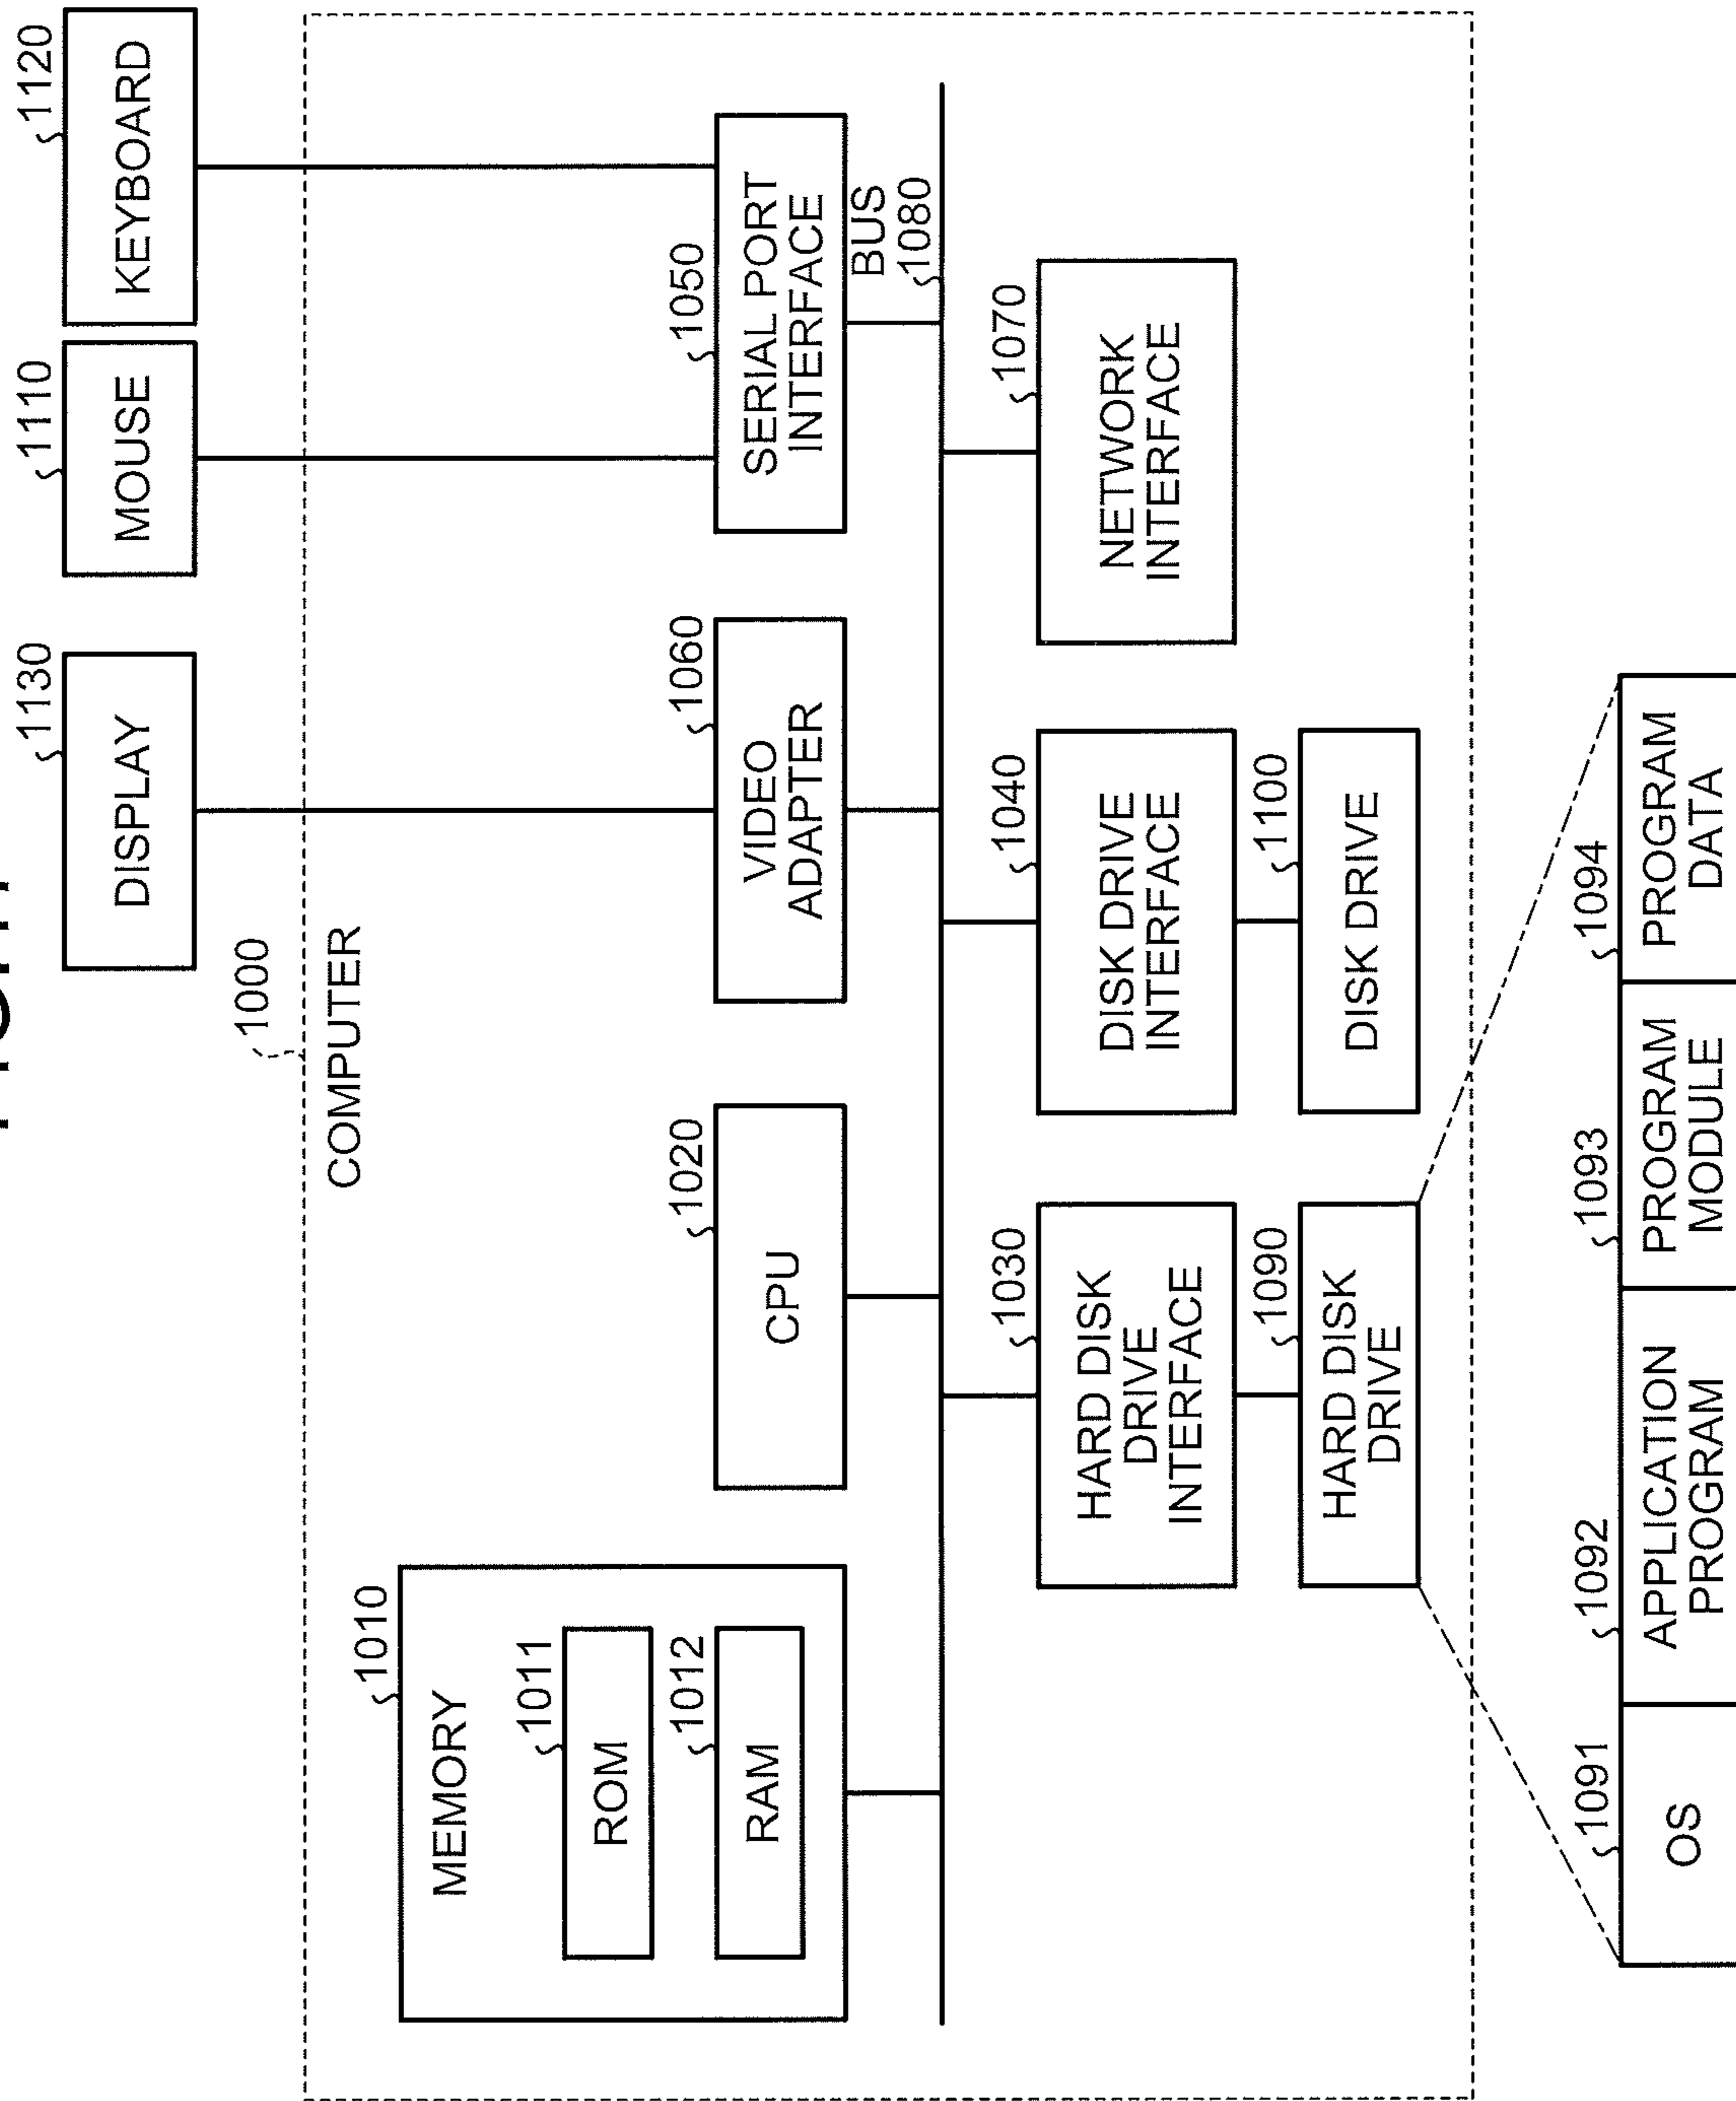 1130
DISPLAY
1110
MOUSE
1120
KEYBOARD
1000
COMPUTER
1010
MEMORY
1011
ROM
1012
RAM
1020
CPU
1060
VIDEO
ADAPTER
1050
SERIAL PORT
INTERFACE
BUS
1080
1030
HARD DISK
DRIVE
INTERFACE
1040
DISK DRIVE
INTERFACE
1070
NETWORK
INTERFACE
1090
HARD DISK
DRIVE
1100
DISK DRIVE
1091
OS
1092
APPLICATION
PROGRAM
1093
PROGRAM
MODULE
1094
PROGRAM
DATA